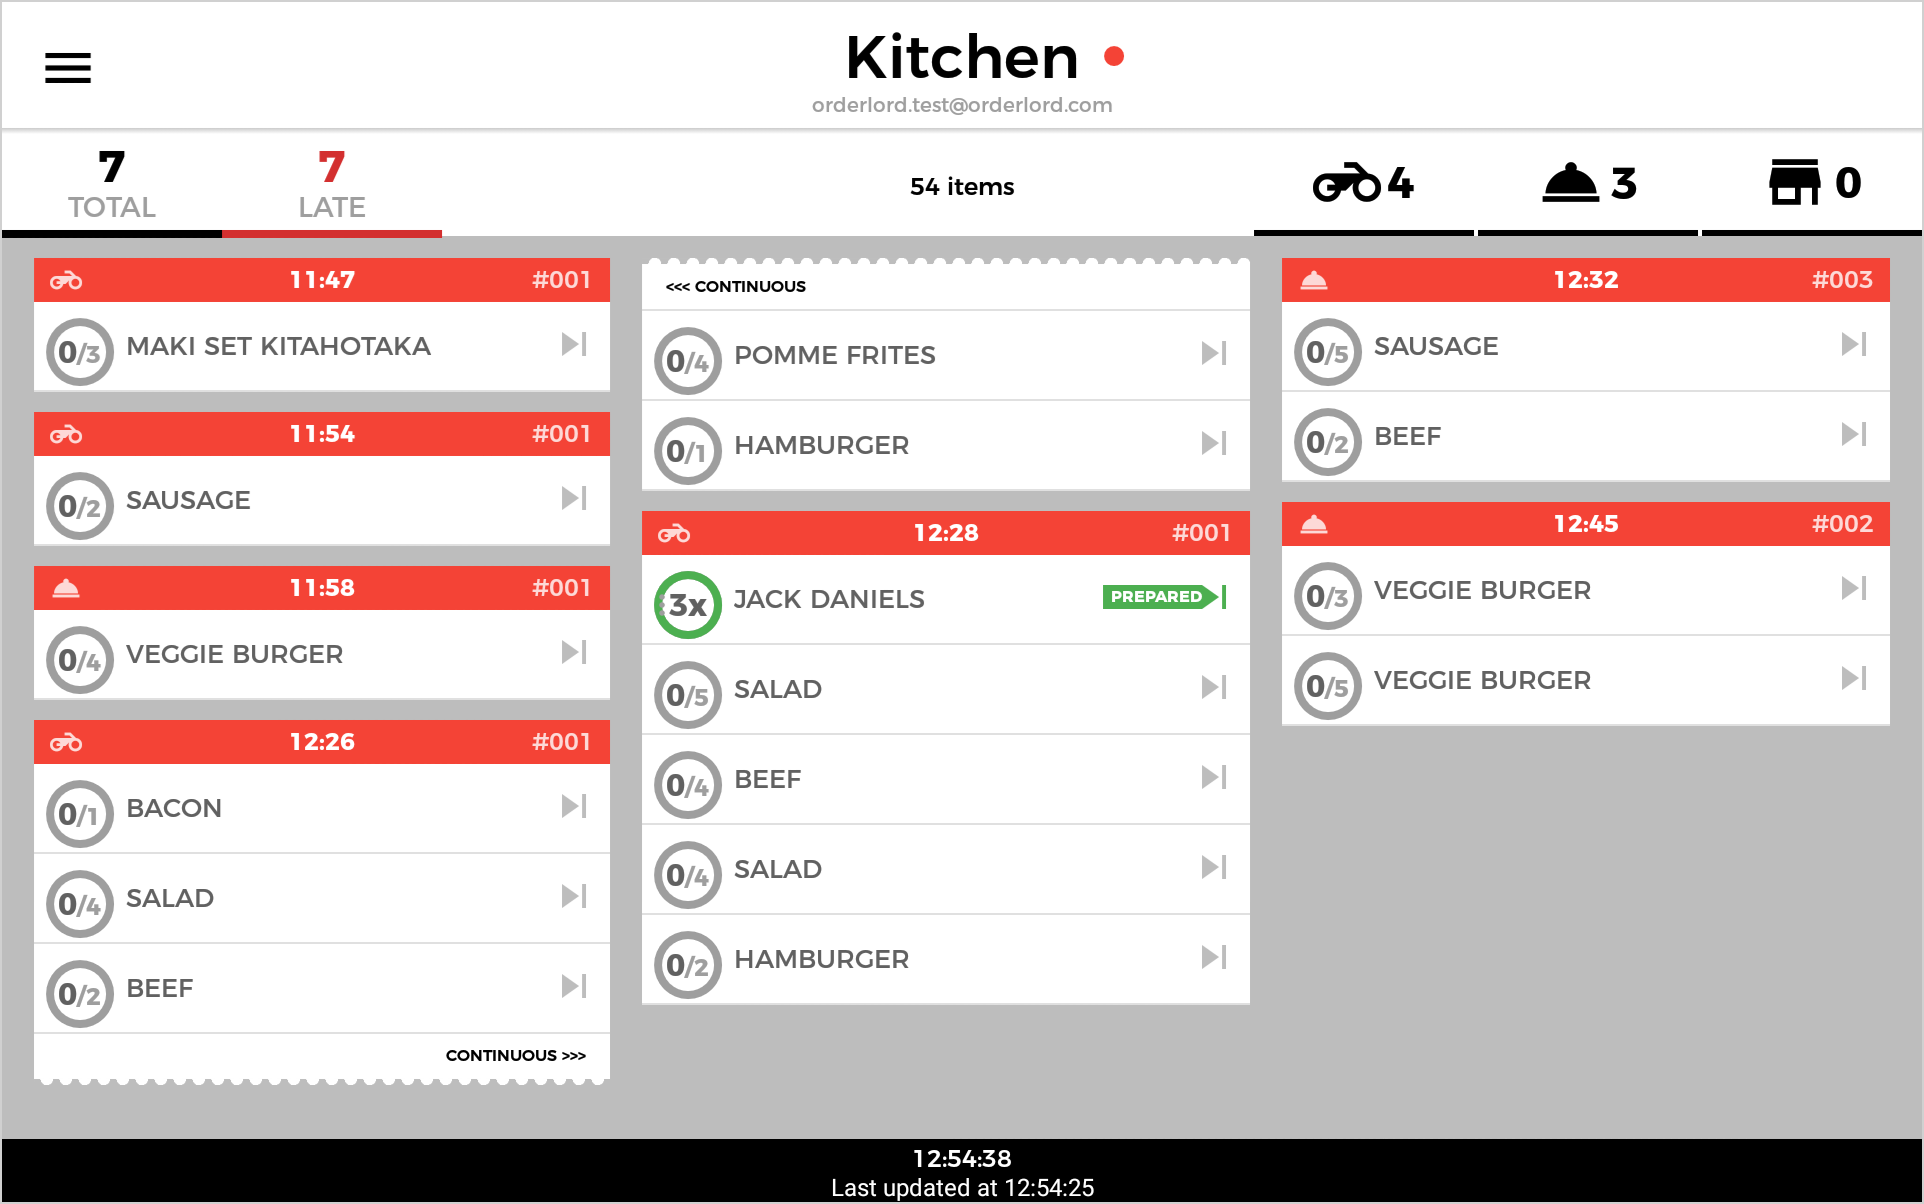 Kitchen
orderlord.test@orderlord.com
7
TOTAL
7
LATE
54 items
4
3
0
11:47 #001
0/3 MAKI SET KITAHOTAKA
11:54 #001
0/2 SAUSAGE
11:58 #001
0/4 VEGGIE BURGER
12:26 #001
0/1 BACON
0/4 SALAD
0/2 BEEF
CONTINUOUS >>>
<<< CONTINUOUS
0/4 POMME FRITES
0/1 HAMBURGER
12:28 #001
3x JACK DANIELS PREPARED
0/5 SALAD
0/4 BEEF
0/4 SALAD
0/2 HAMBURGER
12:32 #003
0/5 SAUSAGE
0/2 BEEF
12:45 #002
0/3 VEGGIE BURGER
0/5 VEGGIE BURGER
12:54:38
Last updated at 12:54:25